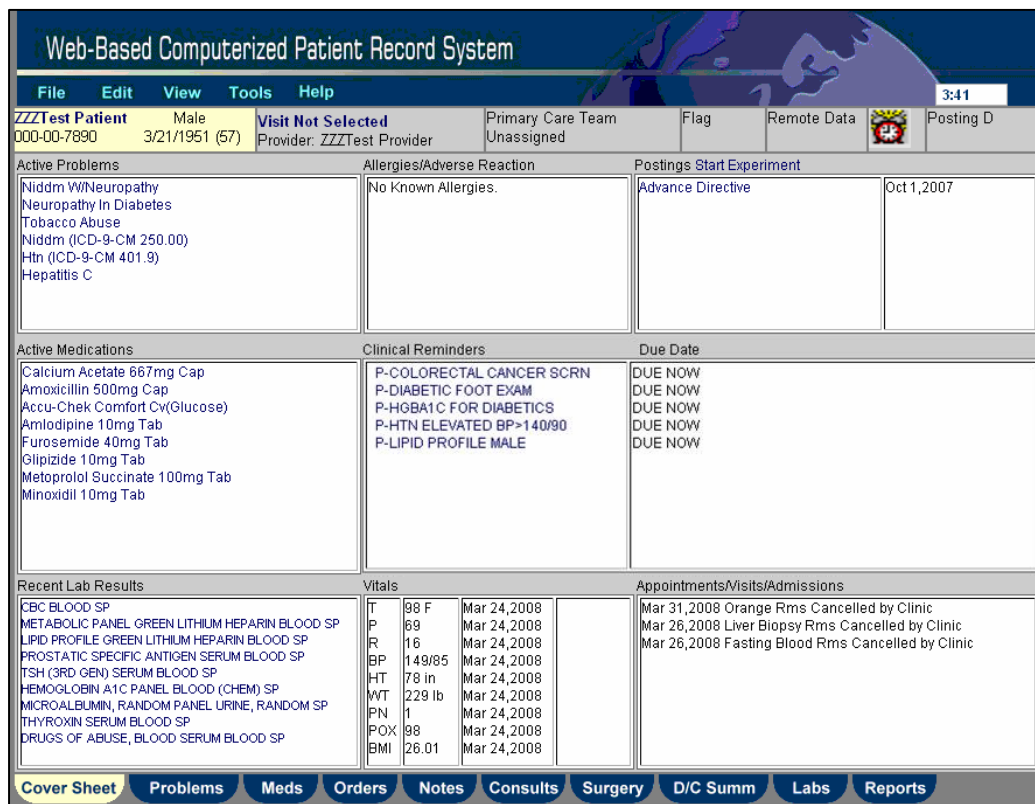 Web-Based Computerized Patient Record System
File Edit View Tools Help
3:41
ZZZTest Patient Male
000-00-7890 3/21/1951 (57)
Visit Not Selected
Provider: ZZZTest Provider
Primary Care Team
Unassigned
Flag
Remote Data
Posting D
Active Problems
Niddm W/Neuropathy
Neuropathy In Diabetes
Tobacco Abuse
Niddm (ICD-9-CM 250.00)
Htn (ICD-9-CM 401.9)
Hepatitis C
Allergies/Adverse Reaction
No Known Allergies.
Postings Start Experiment
Advance Directive Oct 1,2007
Active Medications
Calcium Acetate 667mg Cap
Amoxicillin 500mg Cap
Accu-Chek Comfort Cv(Glucose)
Amlodipine 10mg Tab
Furosemide 40mg Tab
Glipizide 10mg Tab
Metoprolol Succinate 100mg Tab
Minoxidil 10mg Tab
Clinical Reminders Due Date
P-COLORECTAL CANCER SCRN DUE NOW
P-DIABETIC FOOT EXAM DUE NOW
P-HGBA1C FOR DIABETICS DUE NOW
P-HTN ELEVATED BP>140/90 DUE NOW
P-LIPID PROFILE MALE DUE NOW
Recent Lab Results
CBC BLOOD SP
METABOLIC PANEL GREEN LITHIUM HEPARIN BLOOD SP
LIPID PROFILE GREEN LITHIUM HEPARIN BLOOD SP
PROSTATIC SPECIFIC ANTIGEN SERUM BLOOD SP
TSH (3RD GEN) SERUM BLOOD SP
HEMOGLOBIN A1C PANEL BLOOD (CHEM) SP
MICROALBUMIN, RANDOM PANEL URINE, RANDOM SP
THYROXIN SERUM BLOOD SP
DRUGS OF ABUSE, BLOOD SERUM BLOOD SP
Vitals
T 98 F Mar 24,2008
P 69 Mar 24,2008
R 16 Mar 24,2008
BP 149/85 Mar 24,2008
HT 78 in Mar 24,2008
WT 229 lb Mar 24,2008
PN 1 Mar 24,2008
POX 98 Mar 24,2008
BMI 26.01 Mar 24,2008
Appointments/Visits/Admissions
Mar 31,2008 Orange Rms Cancelled by Clinic
Mar 26,2008 Liver Biopsy Rms Cancelled by Clinic
Mar 26,2008 Fasting Blood Rms Cancelled by Clinic
Cover Sheet Problems Meds Orders Notes Consults Surgery D/C Summ Labs Reports